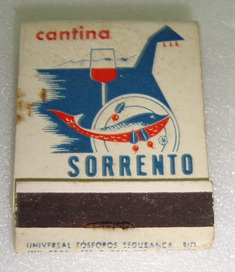 cantina
SORRENTO
UNIVERSAL FOSFOROS SEGURANÇA RIO